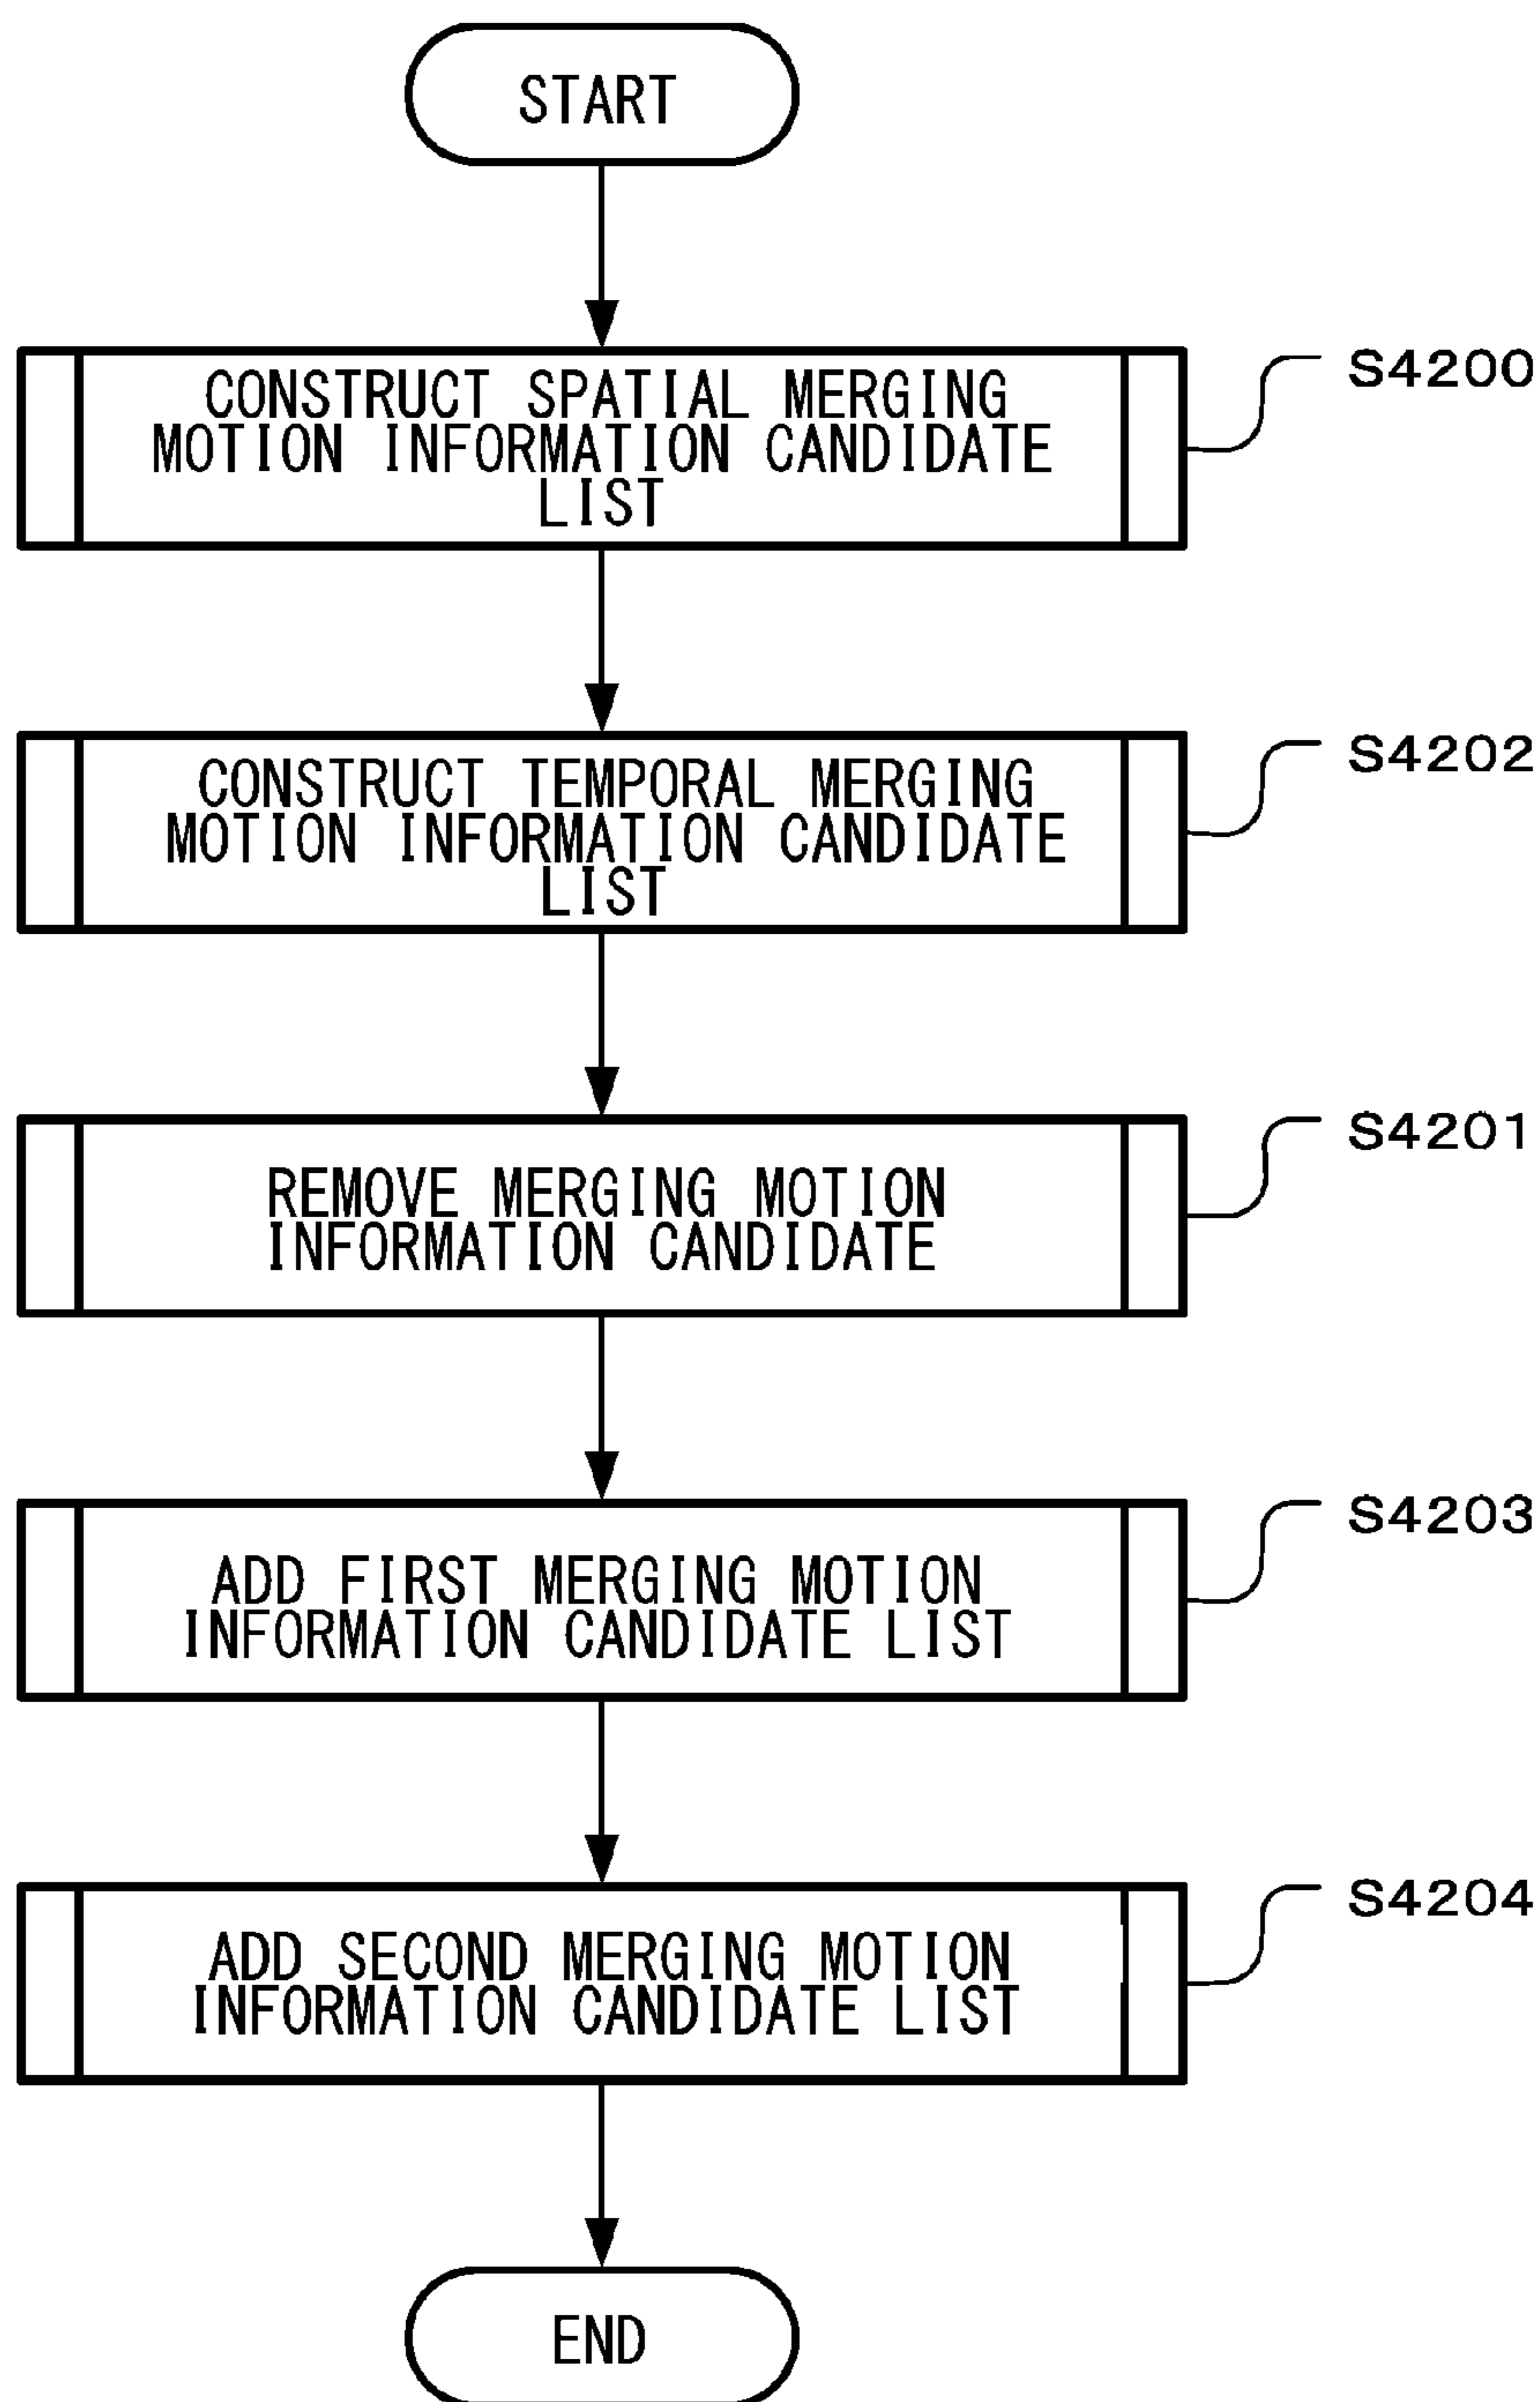 START
CONSTRUCT SPATIAL MERGING
MOTION INFORMATION CANDIDATE
LIST
S4200
CONSTRUCT TEMPORAL MERGING
MOTION INFORMATION CANDIDATE
LIST
S4202
REMOVE MERGING MOTION
INFORMATION CANDIDATE
S4201
ADD FIRST MERGING MOTION
INFORMATION CANDIDATE LIST
S4203
ADD SECOND MERGING MOTION
INFORMATION CANDIDATE LIST
S4204
END